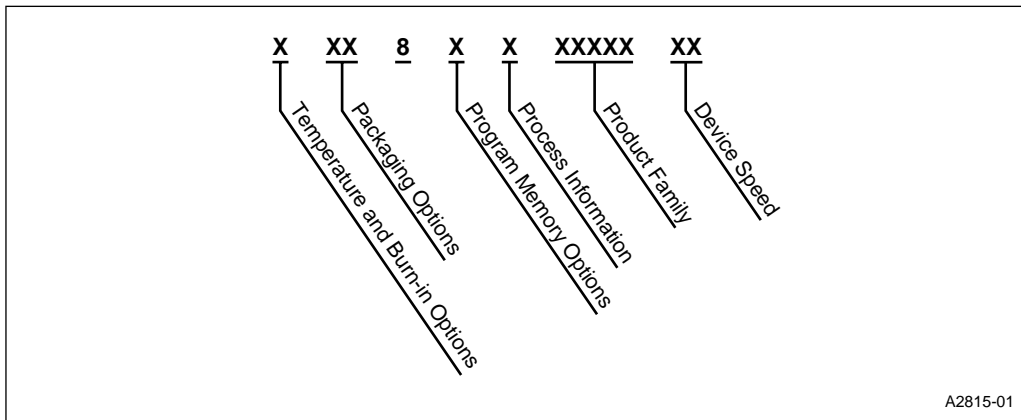 X XX 8 X X XXXXX XX
Temperature and Burn-in Options
Packaging Options
Program Memory Options
Process Information
Product Family
Device Speed
A2815-01